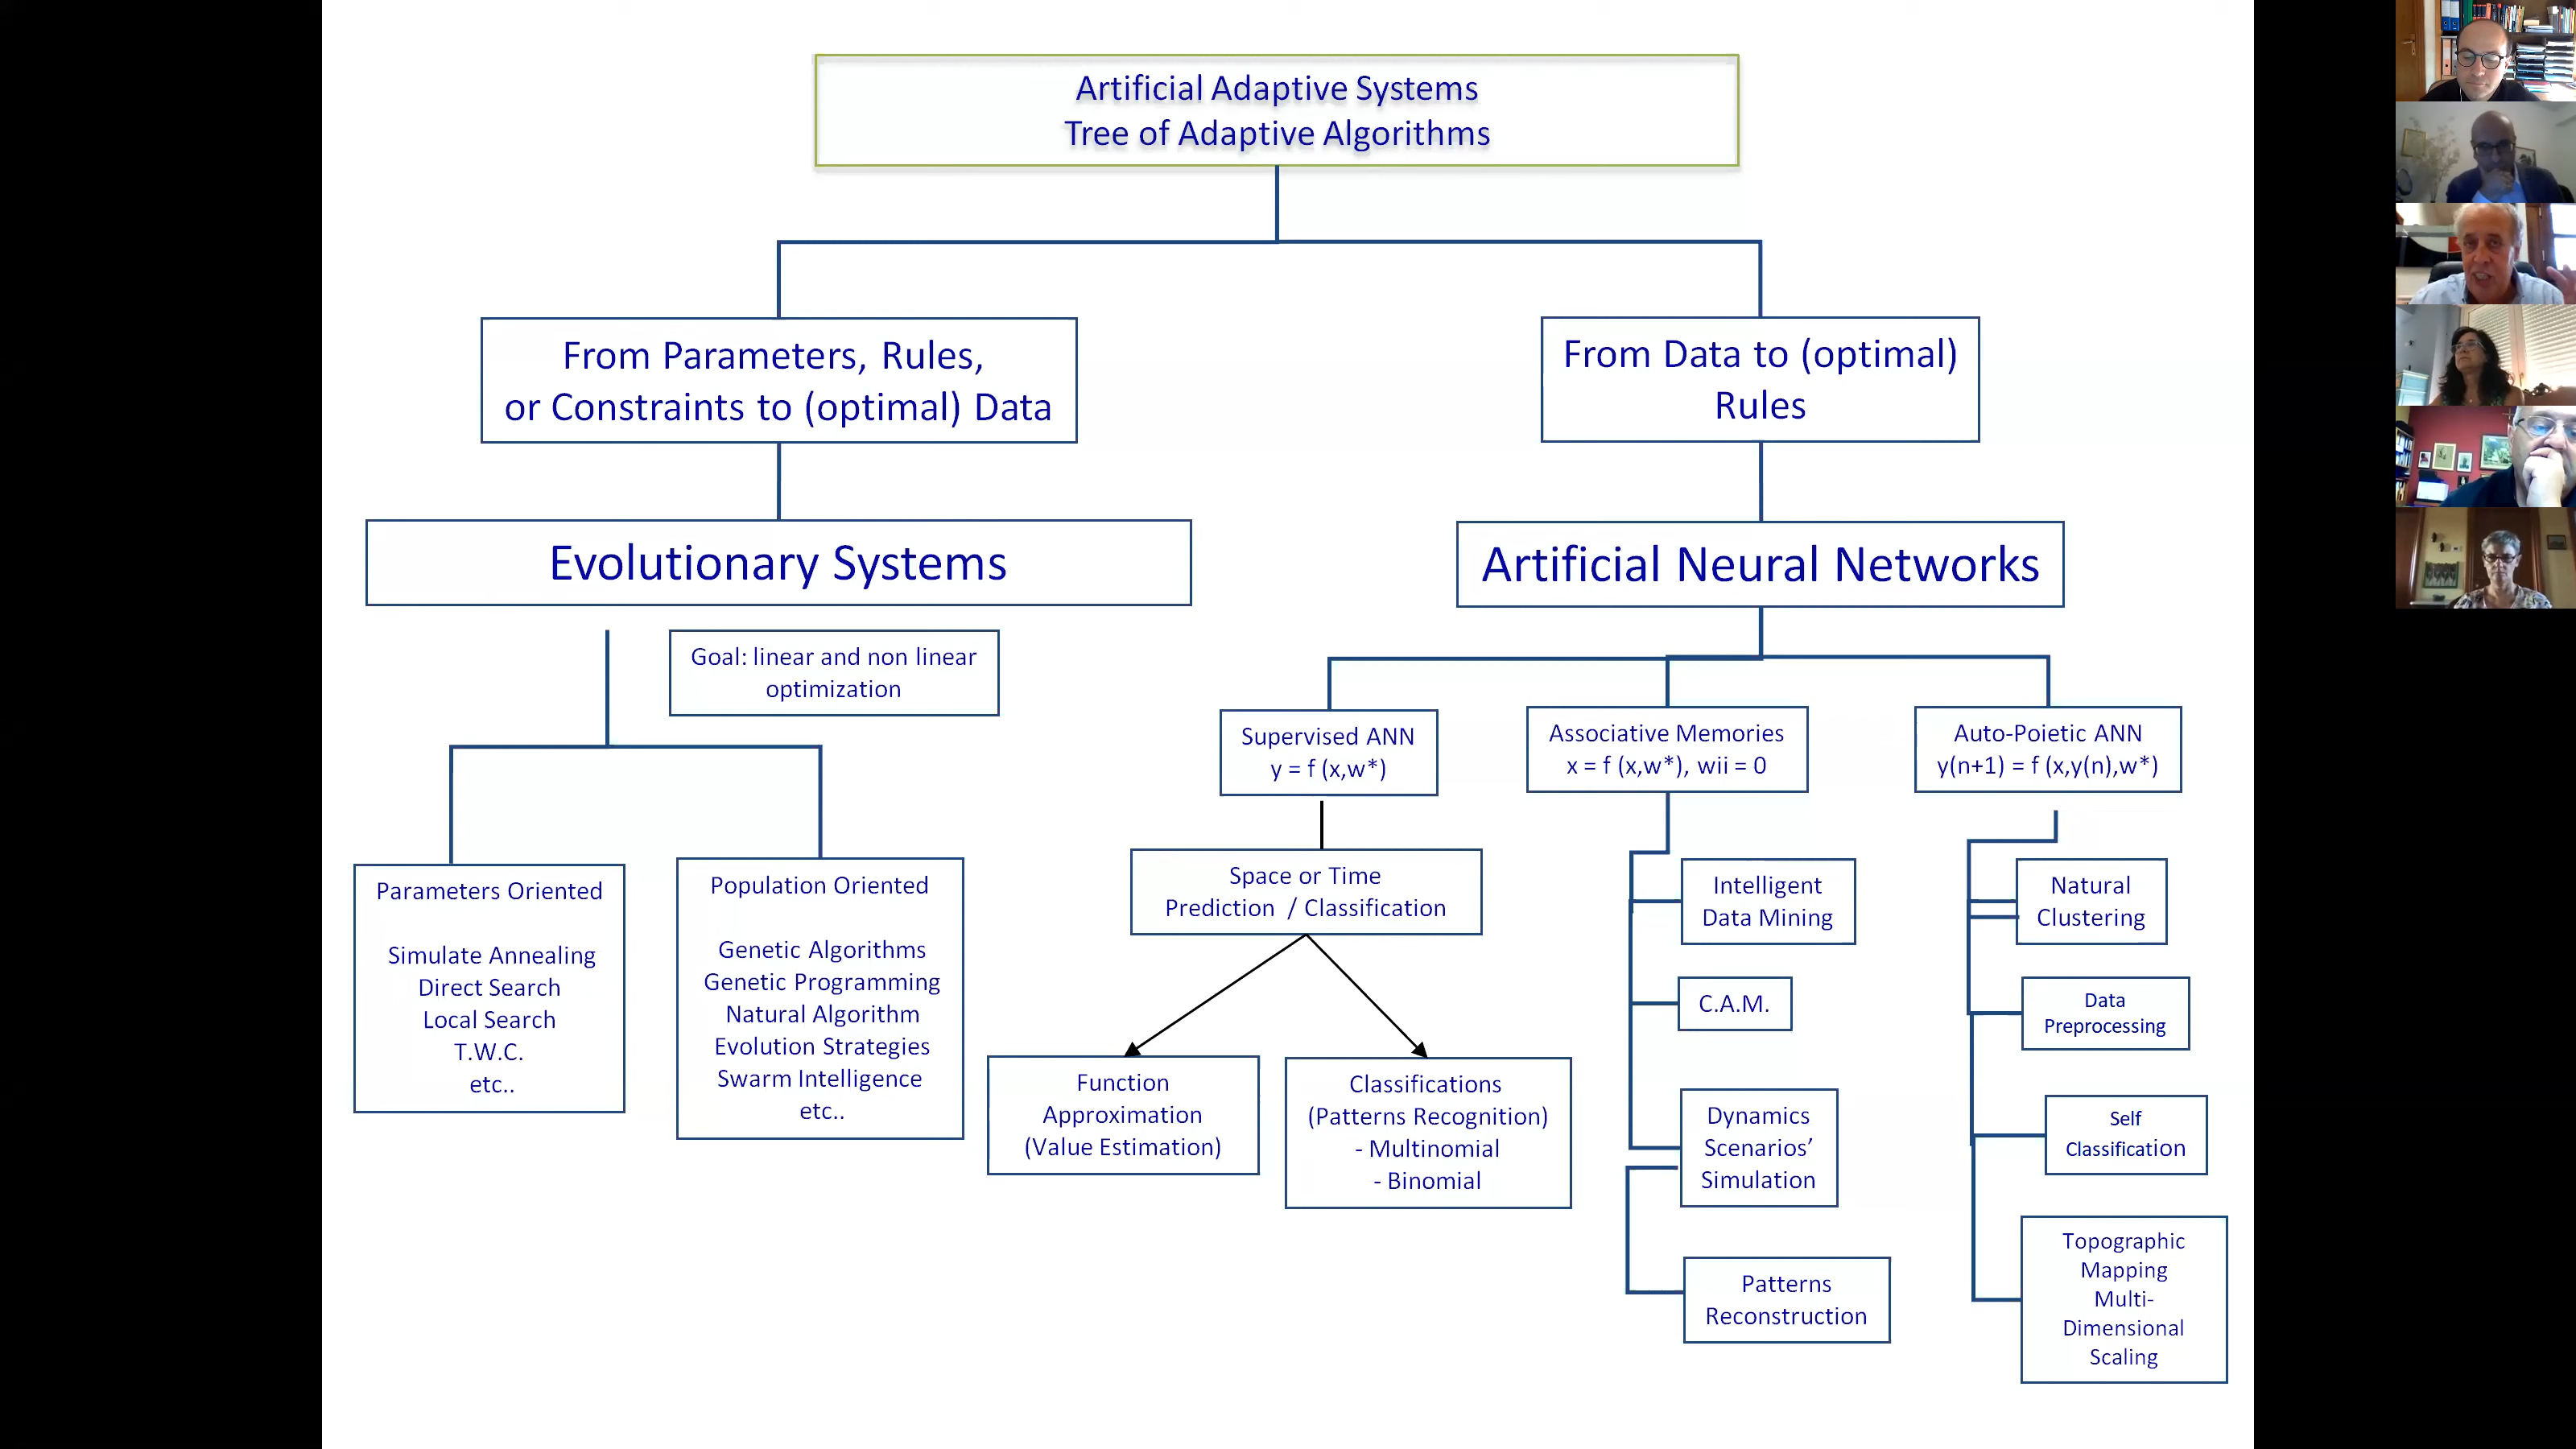 Artificial Adaptive Systems
Tree of Adaptive Algorithms
From Parameters, Rules,
or Constraints to (optimal) Data
From Data to (optimal)
Rules
Evolutionary Systems
Artificial Neural Networks
Goal: linear and non linear
optimization
Parameters Oriented
Simulate Annealing
Direct Search
Local Search
T.W.C.
etc..
Population Oriented
Genetic Algorithms
Genetic Programming
Natural Algorithm
Evolution Strategies
Swarm Intelligence
etc..
Supervised ANN
y = f (x,w*)
Space or Time
Prediction / Classification
Function
Approximation
(Value Estimation)
Classifications
(Patterns Recognition)
- Multinomial
- Binomial
Associative Memories
x = f (x,w*), wii = 0
Intelligent
Data Mining
C.A.M.
Dynamics
Scenarios’
Simulation
Patterns
Reconstruction
Auto-Poietic ANN
y(n+1) = f (x,y(n),w*)
Natural
Clustering
Data
Preprocessing
Self
Classification
Topographic
Mapping
Multi-
Dimensional
Scaling